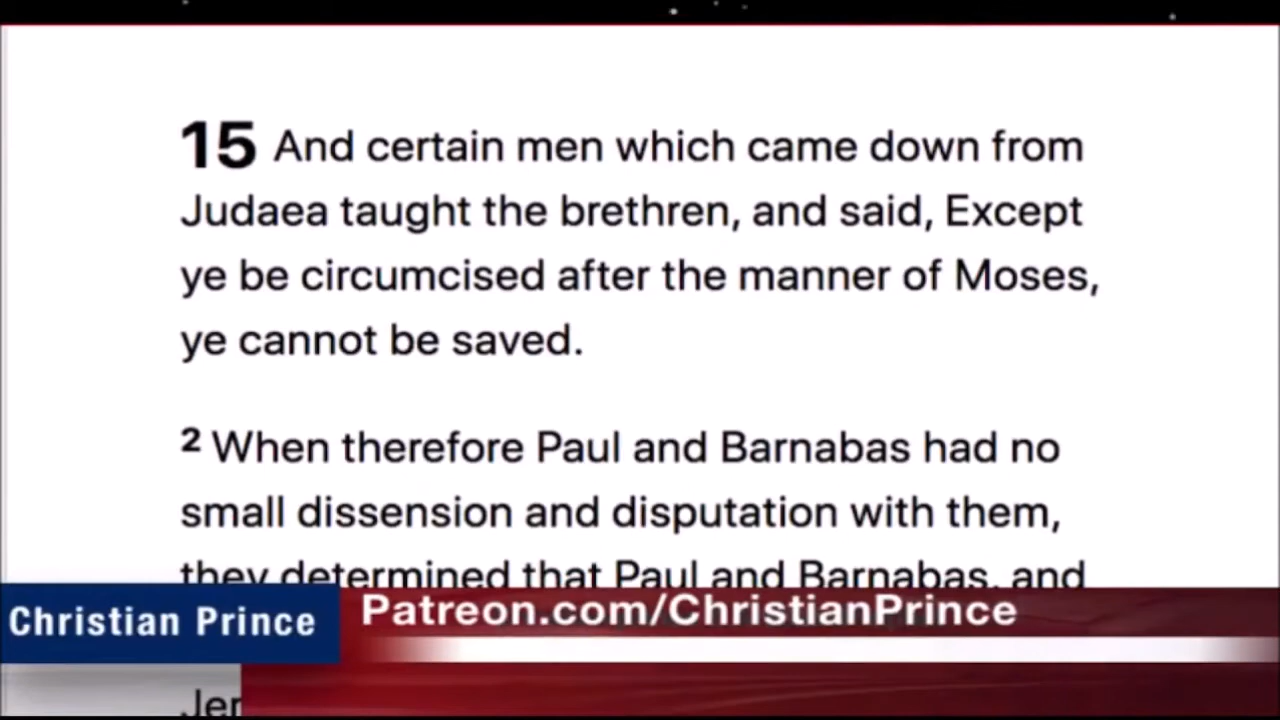 15 And certain men which came down from
Judaea taught the brethren, and said, Except
ye be circumcised after the manner of Moses,
ye cannot be saved.
2 When therefore Paul and Barnabas had no
small dissension and disputation with them,
they determined that Paul and Barnabas, and
Christian Prince
Patreon.com/ChristianPrince